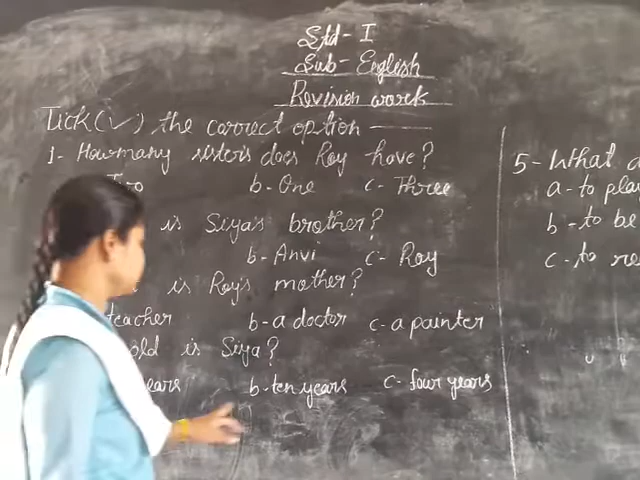 Std - I
Sub - English
Revision work
Tick (✓) the correct option
1 - How many sisters does Roy have?
b - One c - Three
is Siya's brother?
b - Anvi c - Roy
is Roy's mother?
teacher b - a doctor c - a painter
old is Siya?
years b - ten years c - four years
5 - What
a - to
b - to be
c - to